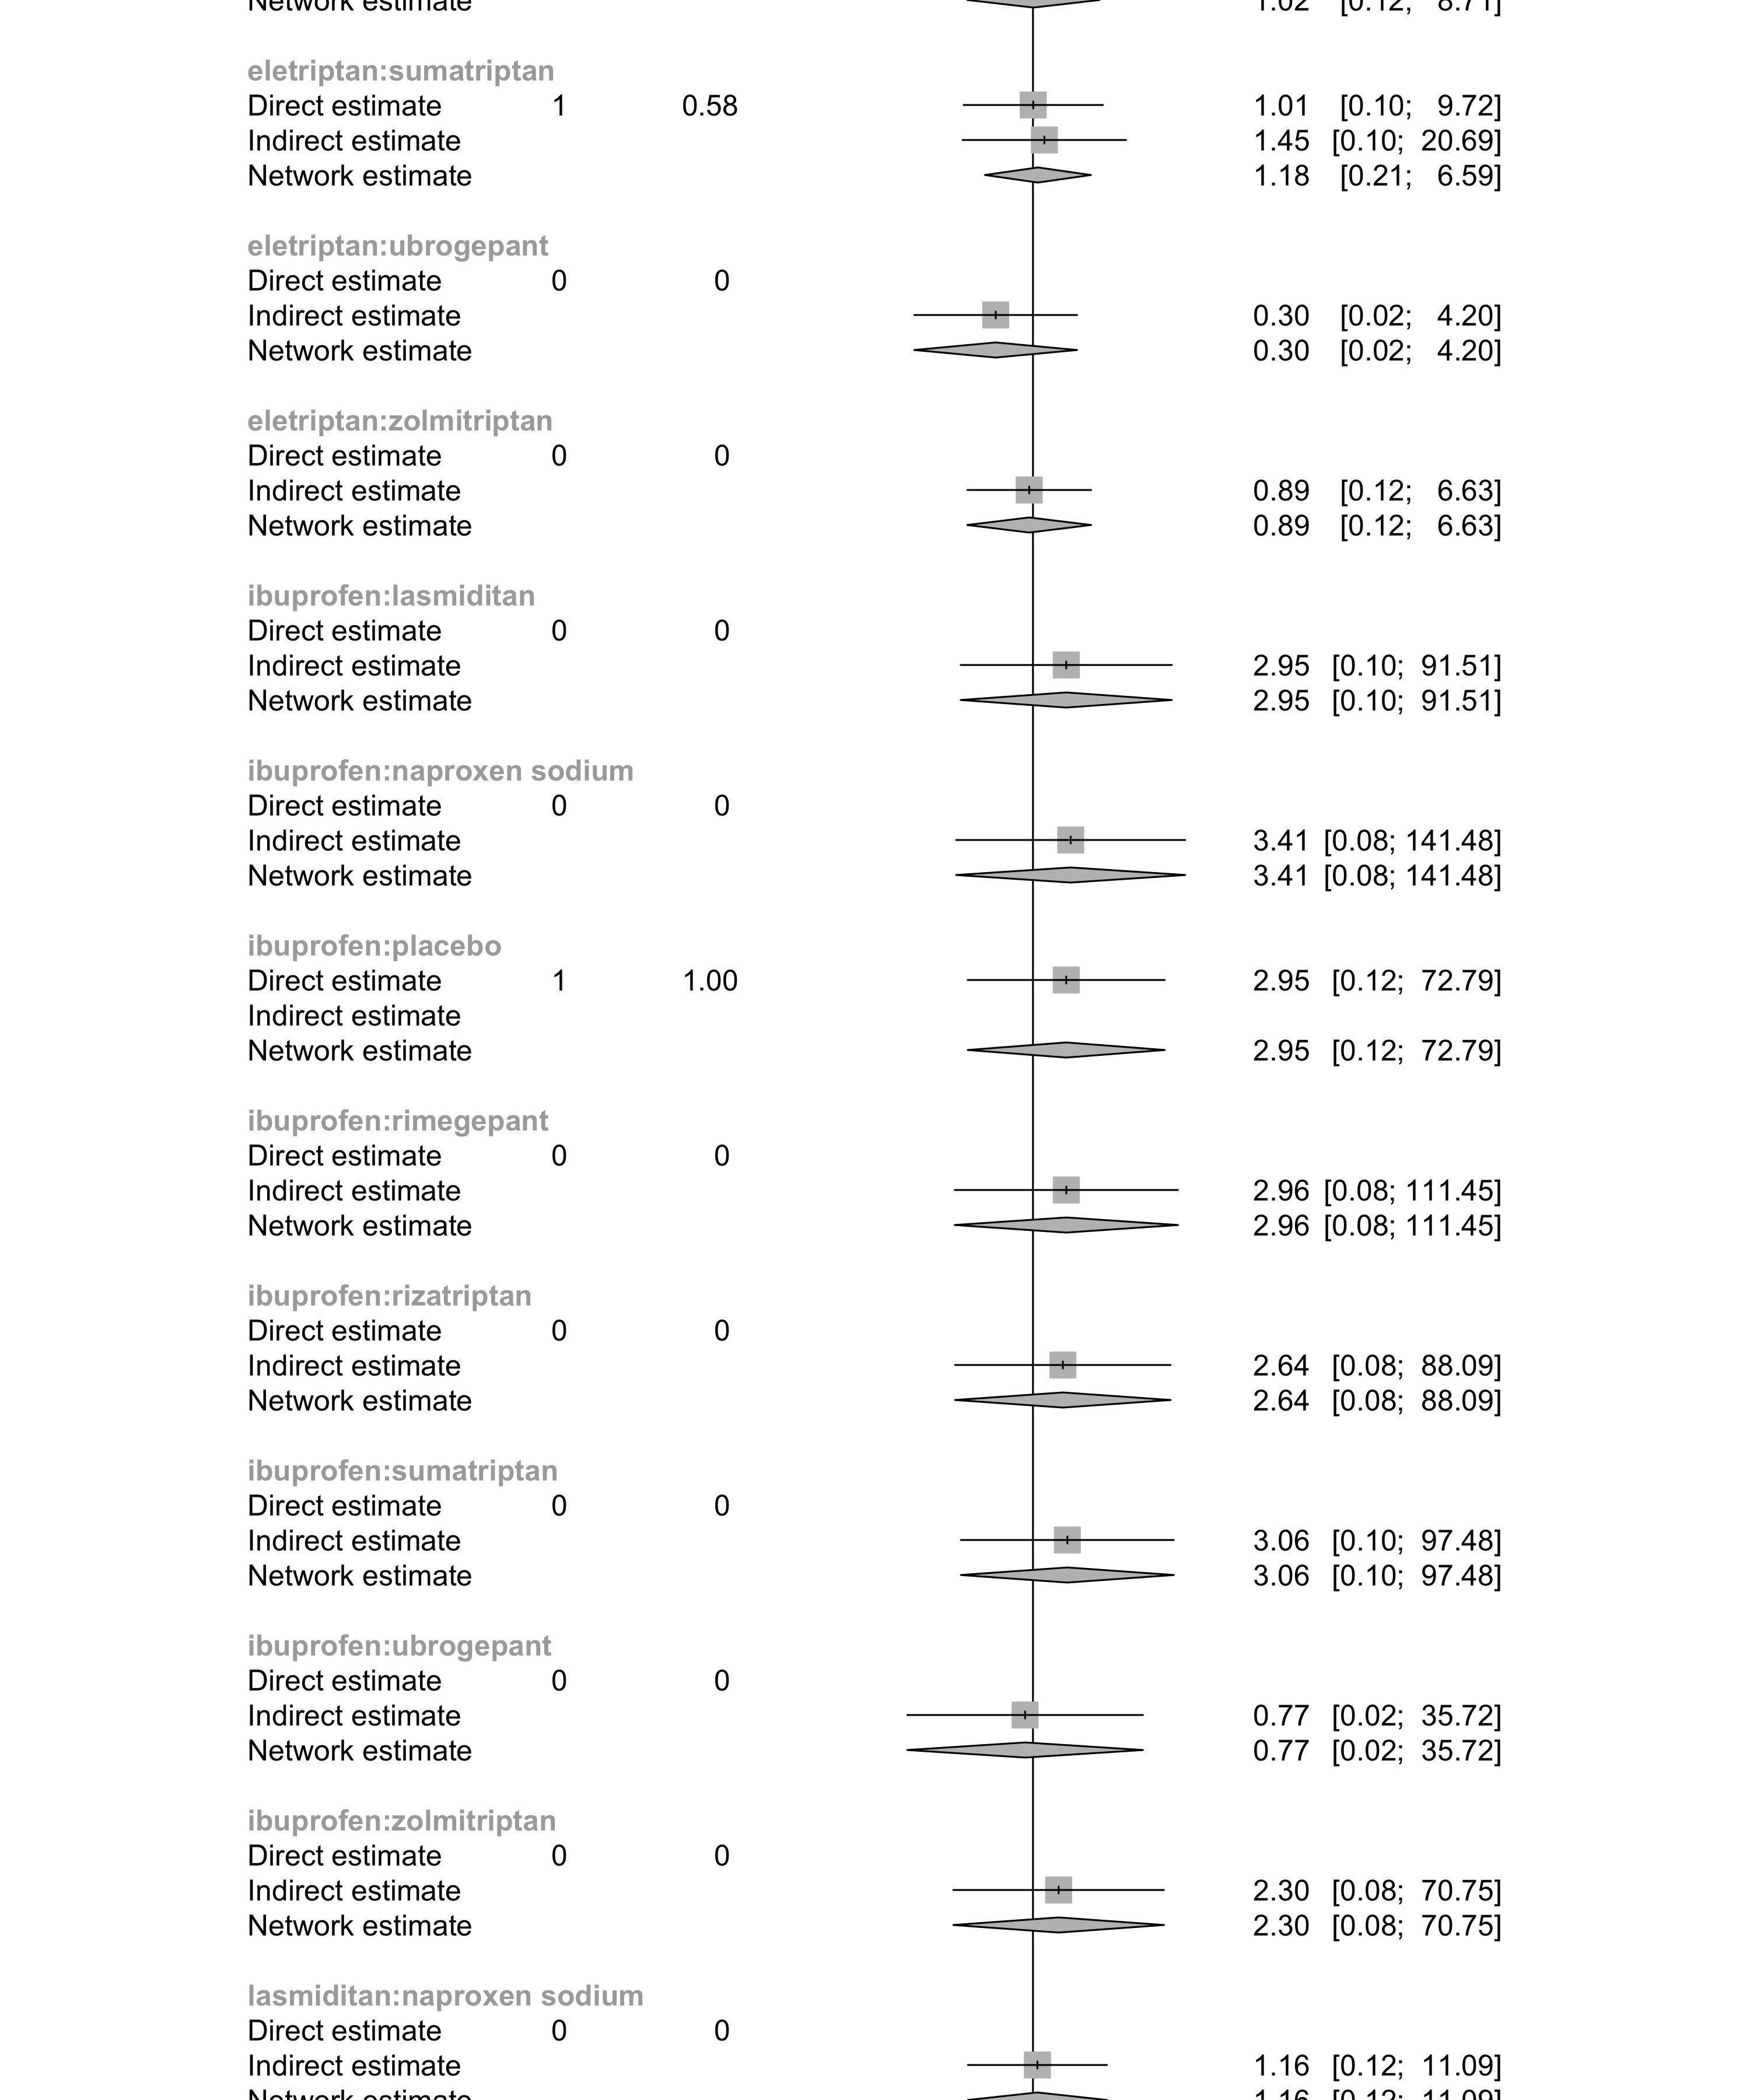 Network estimate 1.02 [0.12; 8.71]
eletriptan:sumatriptan
Direct estimate 1 0.58 1.01 [0.10; 9.72]
Indirect estimate 1.45 [0.10; 20.69]
Network estimate 1.18 [0.21; 6.59]
eletriptan:ubrogepant
Direct estimate 0 0
Indirect estimate 0.30 [0.02; 4.20]
Network estimate 0.30 [0.02; 4.20]
eletriptan:zolmitriptan
Direct estimate 0 0
Indirect estimate 0.89 [0.12; 6.63]
Network estimate 0.89 [0.12; 6.63]
ibuprofen:lasmiditan
Direct estimate 0 0
Indirect estimate 2.95 [0.10; 91.51]
Network estimate 2.95 [0.10; 91.51]
ibuprofen:naproxen sodium
Direct estimate 0 0
Indirect estimate 3.41 [0.08; 141.48]
Network estimate 3.41 [0.08; 141.48]
ibuprofen:placebo
Direct estimate 1 1.00 2.95 [0.12; 72.79]
Indirect estimate
Network estimate 2.95 [0.12; 72.79]
ibuprofen:rimegepant
Direct estimate 0 0
Indirect estimate 2.96 [0.08; 111.45]
Network estimate 2.96 [0.08; 111.45]
ibuprofen:rizatriptan
Direct estimate 0 0
Indirect estimate 2.64 [0.08; 88.09]
Network estimate 2.64 [0.08; 88.09]
ibuprofen:sumatriptan
Direct estimate 0 0
Indirect estimate 3.06 [0.10; 97.48]
Network estimate 3.06 [0.10; 97.48]
ibuprofen:ubrogepant
Direct estimate 0 0
Indirect estimate 0.77 [0.02; 35.72]
Network estimate 0.77 [0.02; 35.72]
ibuprofen:zolmitriptan
Direct estimate 0 0
Indirect estimate 2.30 [0.08; 70.75]
Network estimate 2.30 [0.08; 70.75]
lasmiditan:naproxen sodium
Direct estimate 0 0
Indirect estimate 1.16 [0.12; 11.09]
Network estimate 1.16 [0.12; 11.09]